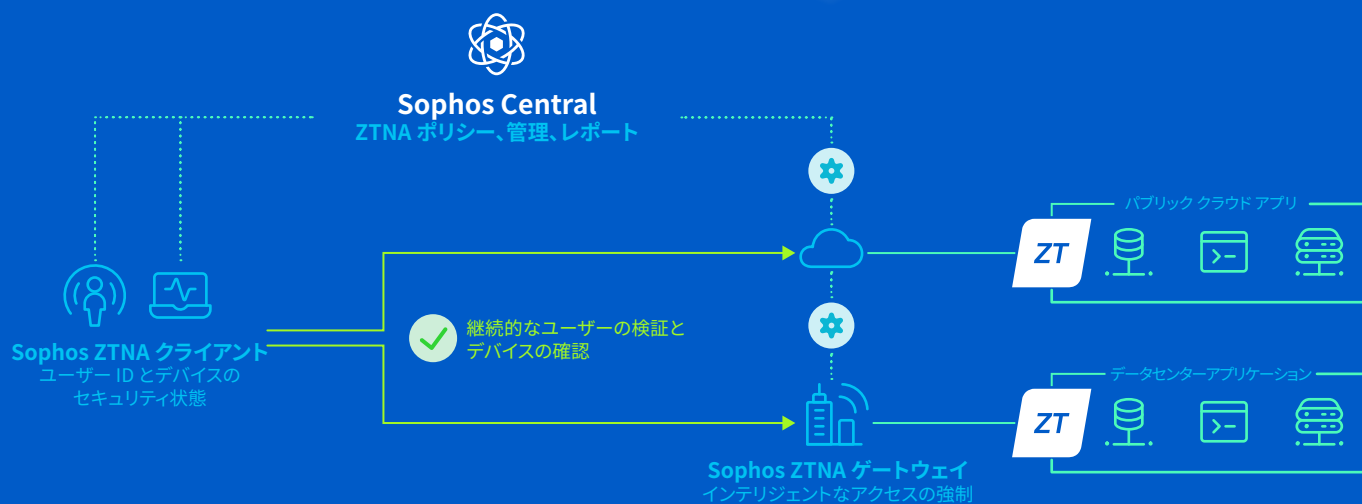 Sophos Central
ZTNA ポリシー、管理、レポート
パブリック クラウド アプリ
ZT
継続的なユーザーの検証と
デバイスの確認
Sophos ZTNA クライアント
ユーザー ID とデバイスの
セキュリティ状態
データセンターアプリケーション
ZT
Sophos ZTNA ゲートウェイ
インテリジェントなアクセスの強制